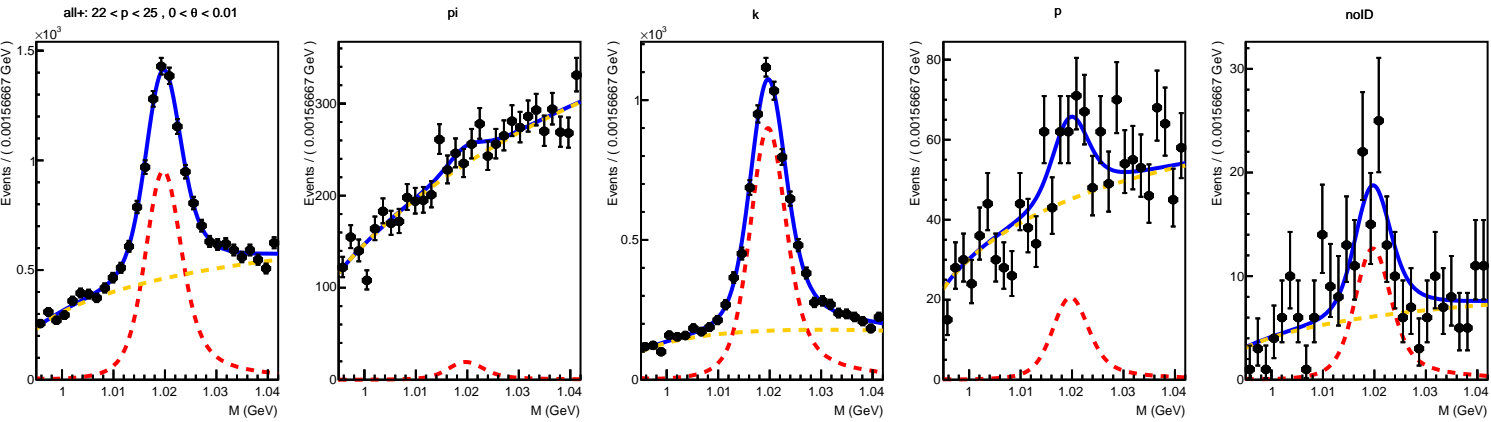 all+: 22 < p < 25 , 0 < θ < 0.01
×10³
Events / ( 0.00156667 GeV )
1.5
1
0.5
0
1 1.01 1.02 1.03 1.04
M (GeV)
pi
Events / ( 0.00156667 GeV )
300
200
100
0
1 1.01 1.02 1.03 1.04
M (GeV)
k
×10³
Events / ( 0.00156667 GeV )
1
0.5
0
1 1.01 1.02 1.03 1.04
M (GeV)
p
Events / ( 0.00156667 GeV )
80
60
40
20
0
1 1.01 1.02 1.03 1.04
M (GeV)
noID
Events / ( 0.00156667 GeV )
30
20
10
0
1 1.01 1.02 1.03 1.04
M (GeV)